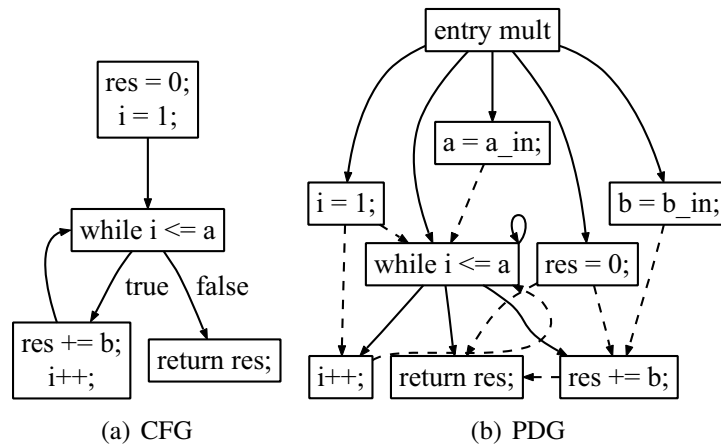 res = 0;
i = 1;
while i <= a
true
false
res += b;
i++;
return res;
(a) CFG
entry mult
a = a_in;
i = 1;
b = b_in;
while i <= a
res = 0;
i++;
return res;
res += b;
(b) PDG